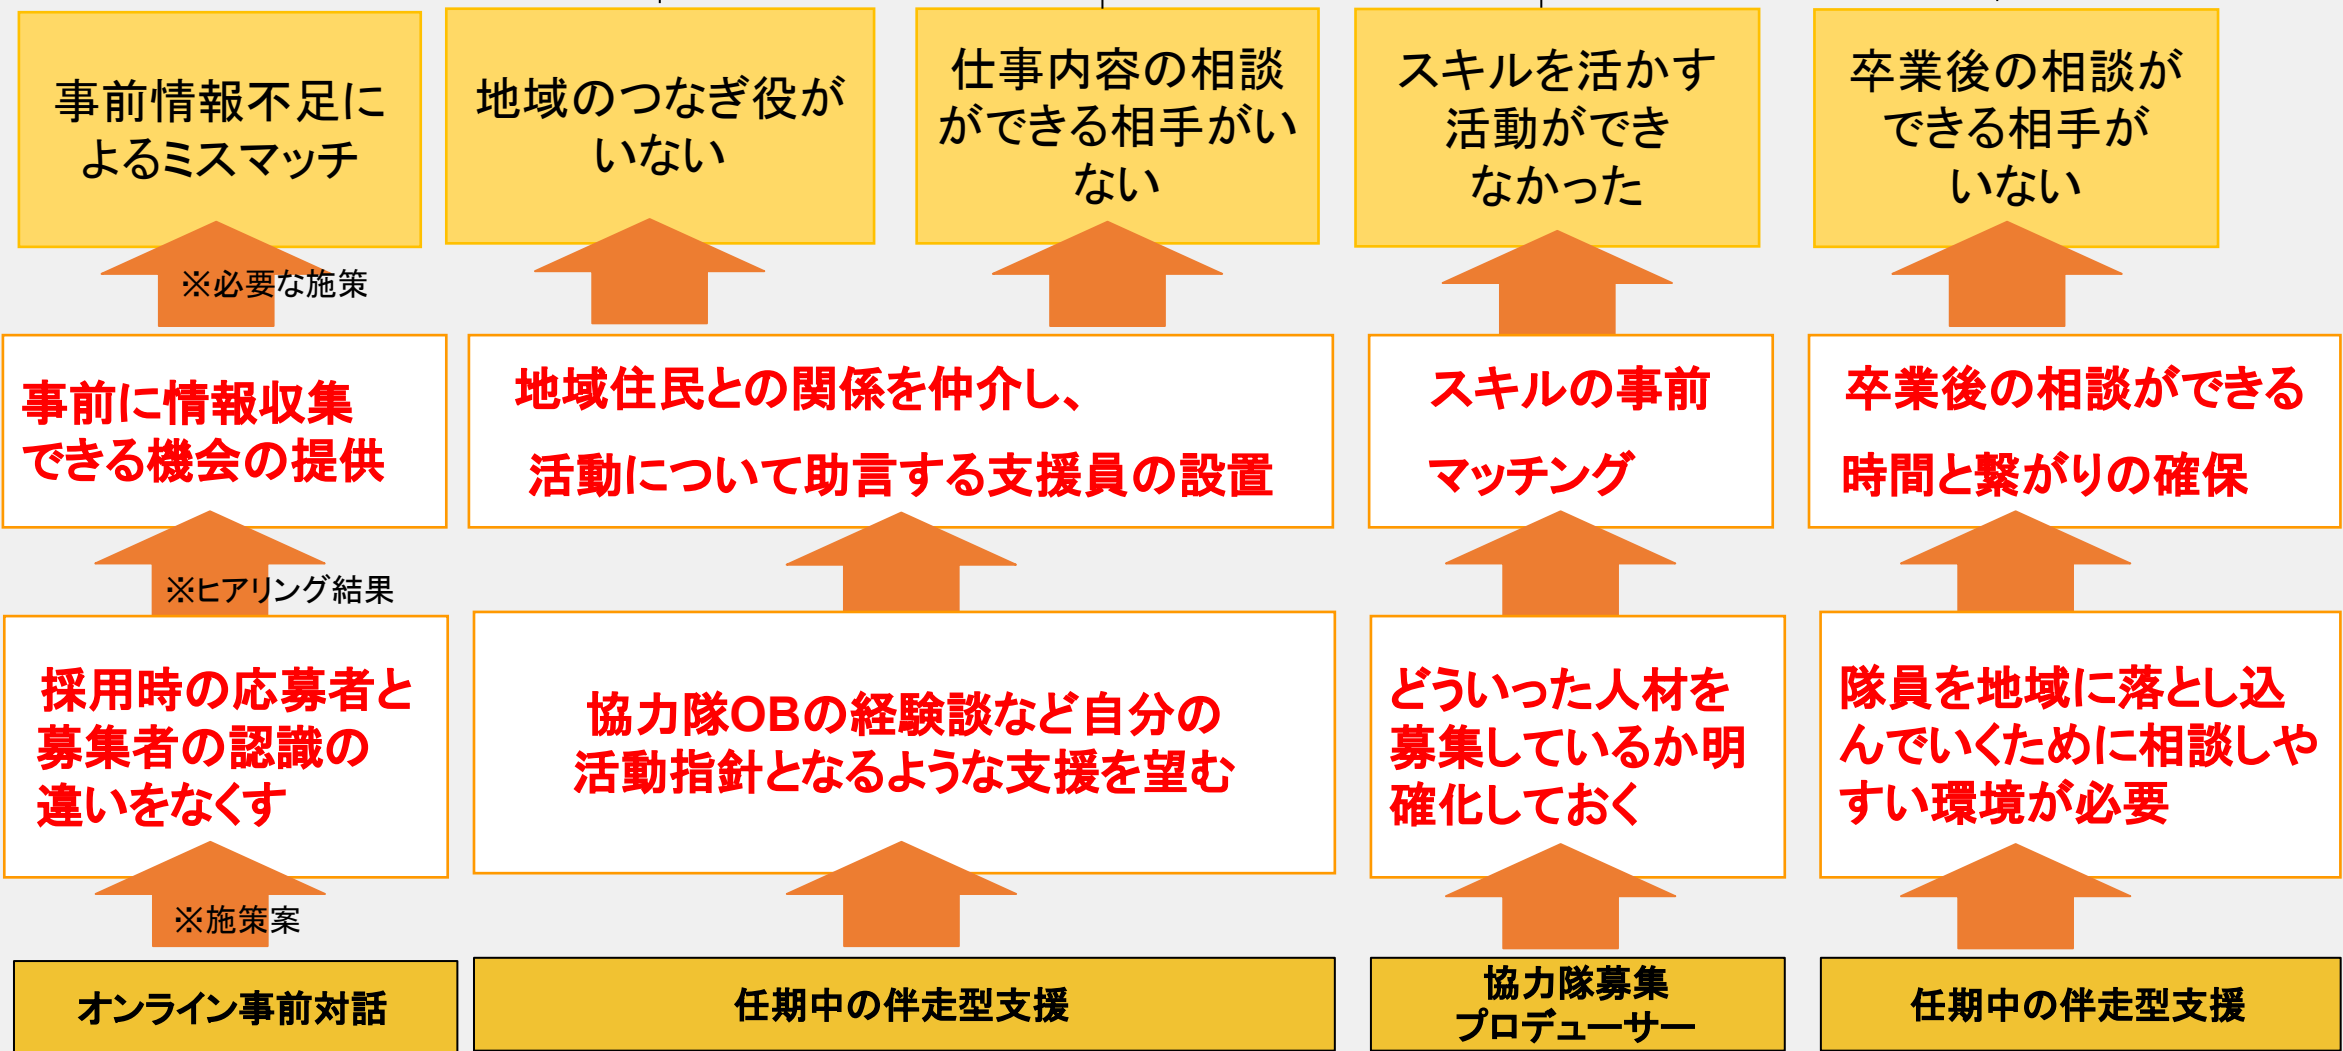 事前情報不足に
よるミスマッチ
地域のつなぎ役が
いない
仕事内容の相談
ができる相手がい
ない
スキルを活かす
活動ができ
なかった
卒業後の相談が
できる相手が
いない
※必要な施策
事前に情報収集
できる機会の提供
地域住民との関係を仲介し、
活動について助言する支援員の設置
スキルの事前
マッチング
卒業後の相談ができる
時間と繋がりの確保
※ヒアリング結果
採用時の応募者と
募集者の認識の
違いをなくす
協力隊OBの経験談など自分の
活動指針となるような支援を望む
どういった人材を
募集しているか明
確化しておく
隊員を地域に落とし込
んでいくために相談しや
すい環境が必要
※施策案
オンライン事前対話
任期中の伴走型支援
協力隊募集
プロデューサー
任期中の伴走型支援